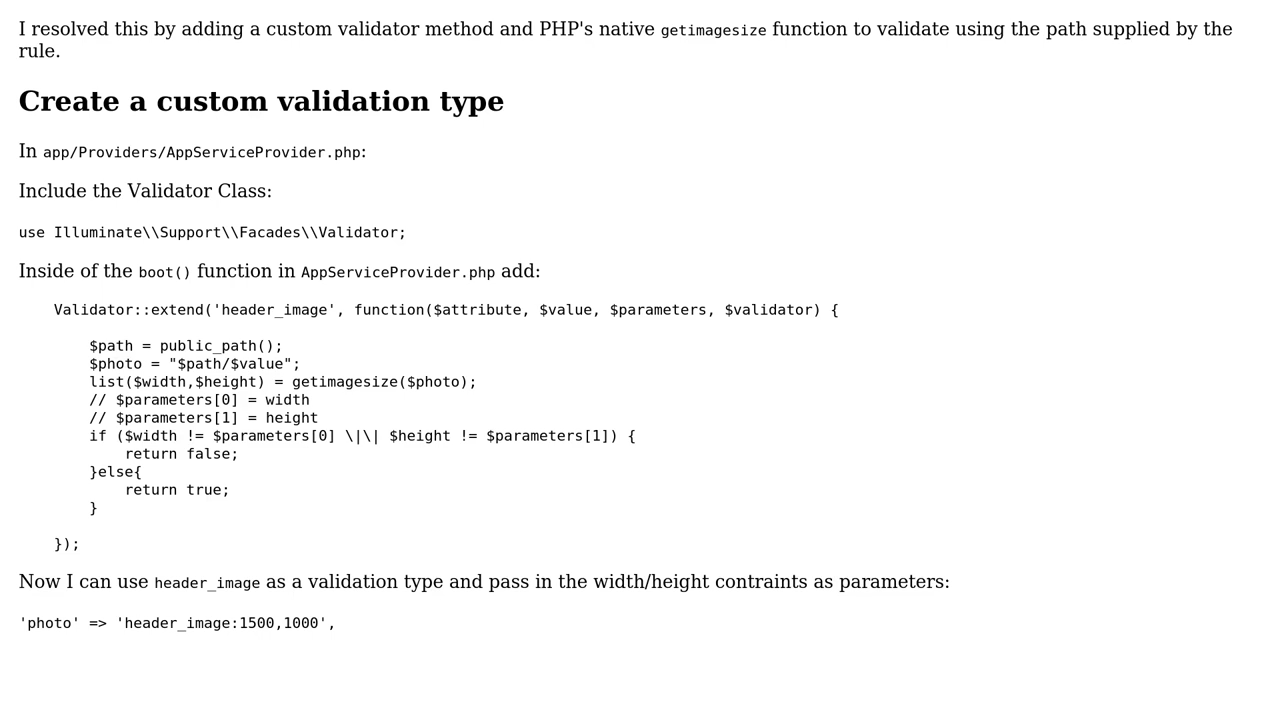 I resolved this by adding a custom validator method and PHP's native getimagesize function to validate using the path supplied by the
rule.
Create a custom validation type
In app/Providers/AppServiceProvider.php:
Include the Validator Class:
use Illuminate\\Support\\Facades\\Validator;
Inside of the boot() function in AppServiceProvider.php add:
    Validator::extend('header_image', function($attribute, $value, $parameters, $validator) {
        $path = public_path();
        $photo = "$path/$value";
        list($width,$height) = getimagesize($photo);
        // $parameters[0] = width
        // $parameters[1] = height
        if ($width != $parameters[0] \|\| $height != $parameters[1]) {
            return false;
        }else{
            return true;
        }
    });
Now I can use header_image as a validation type and pass in the width/height contraints as parameters:
'photo' => 'header_image:1500,1000',